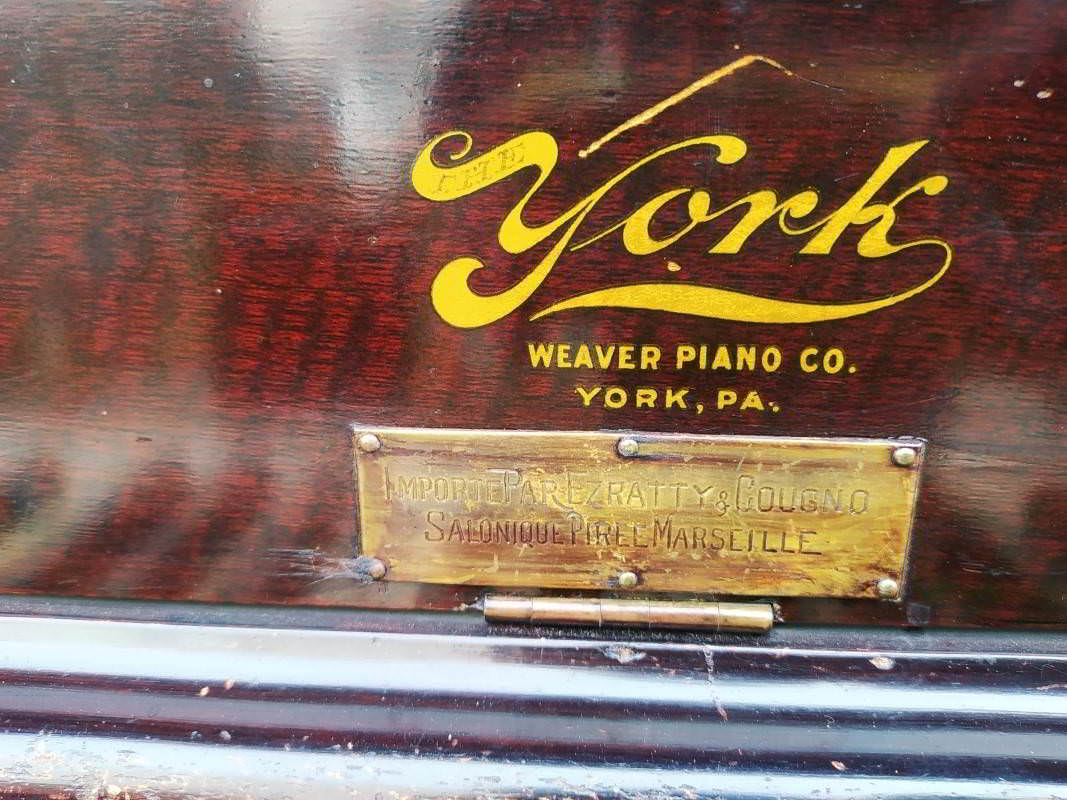 THE
York
WEAVER PIANO CO.
YORK, PA.
IMPORTE PAR EZRATTY & COUGNO
SALONIQUE PIREE MARSEILLE